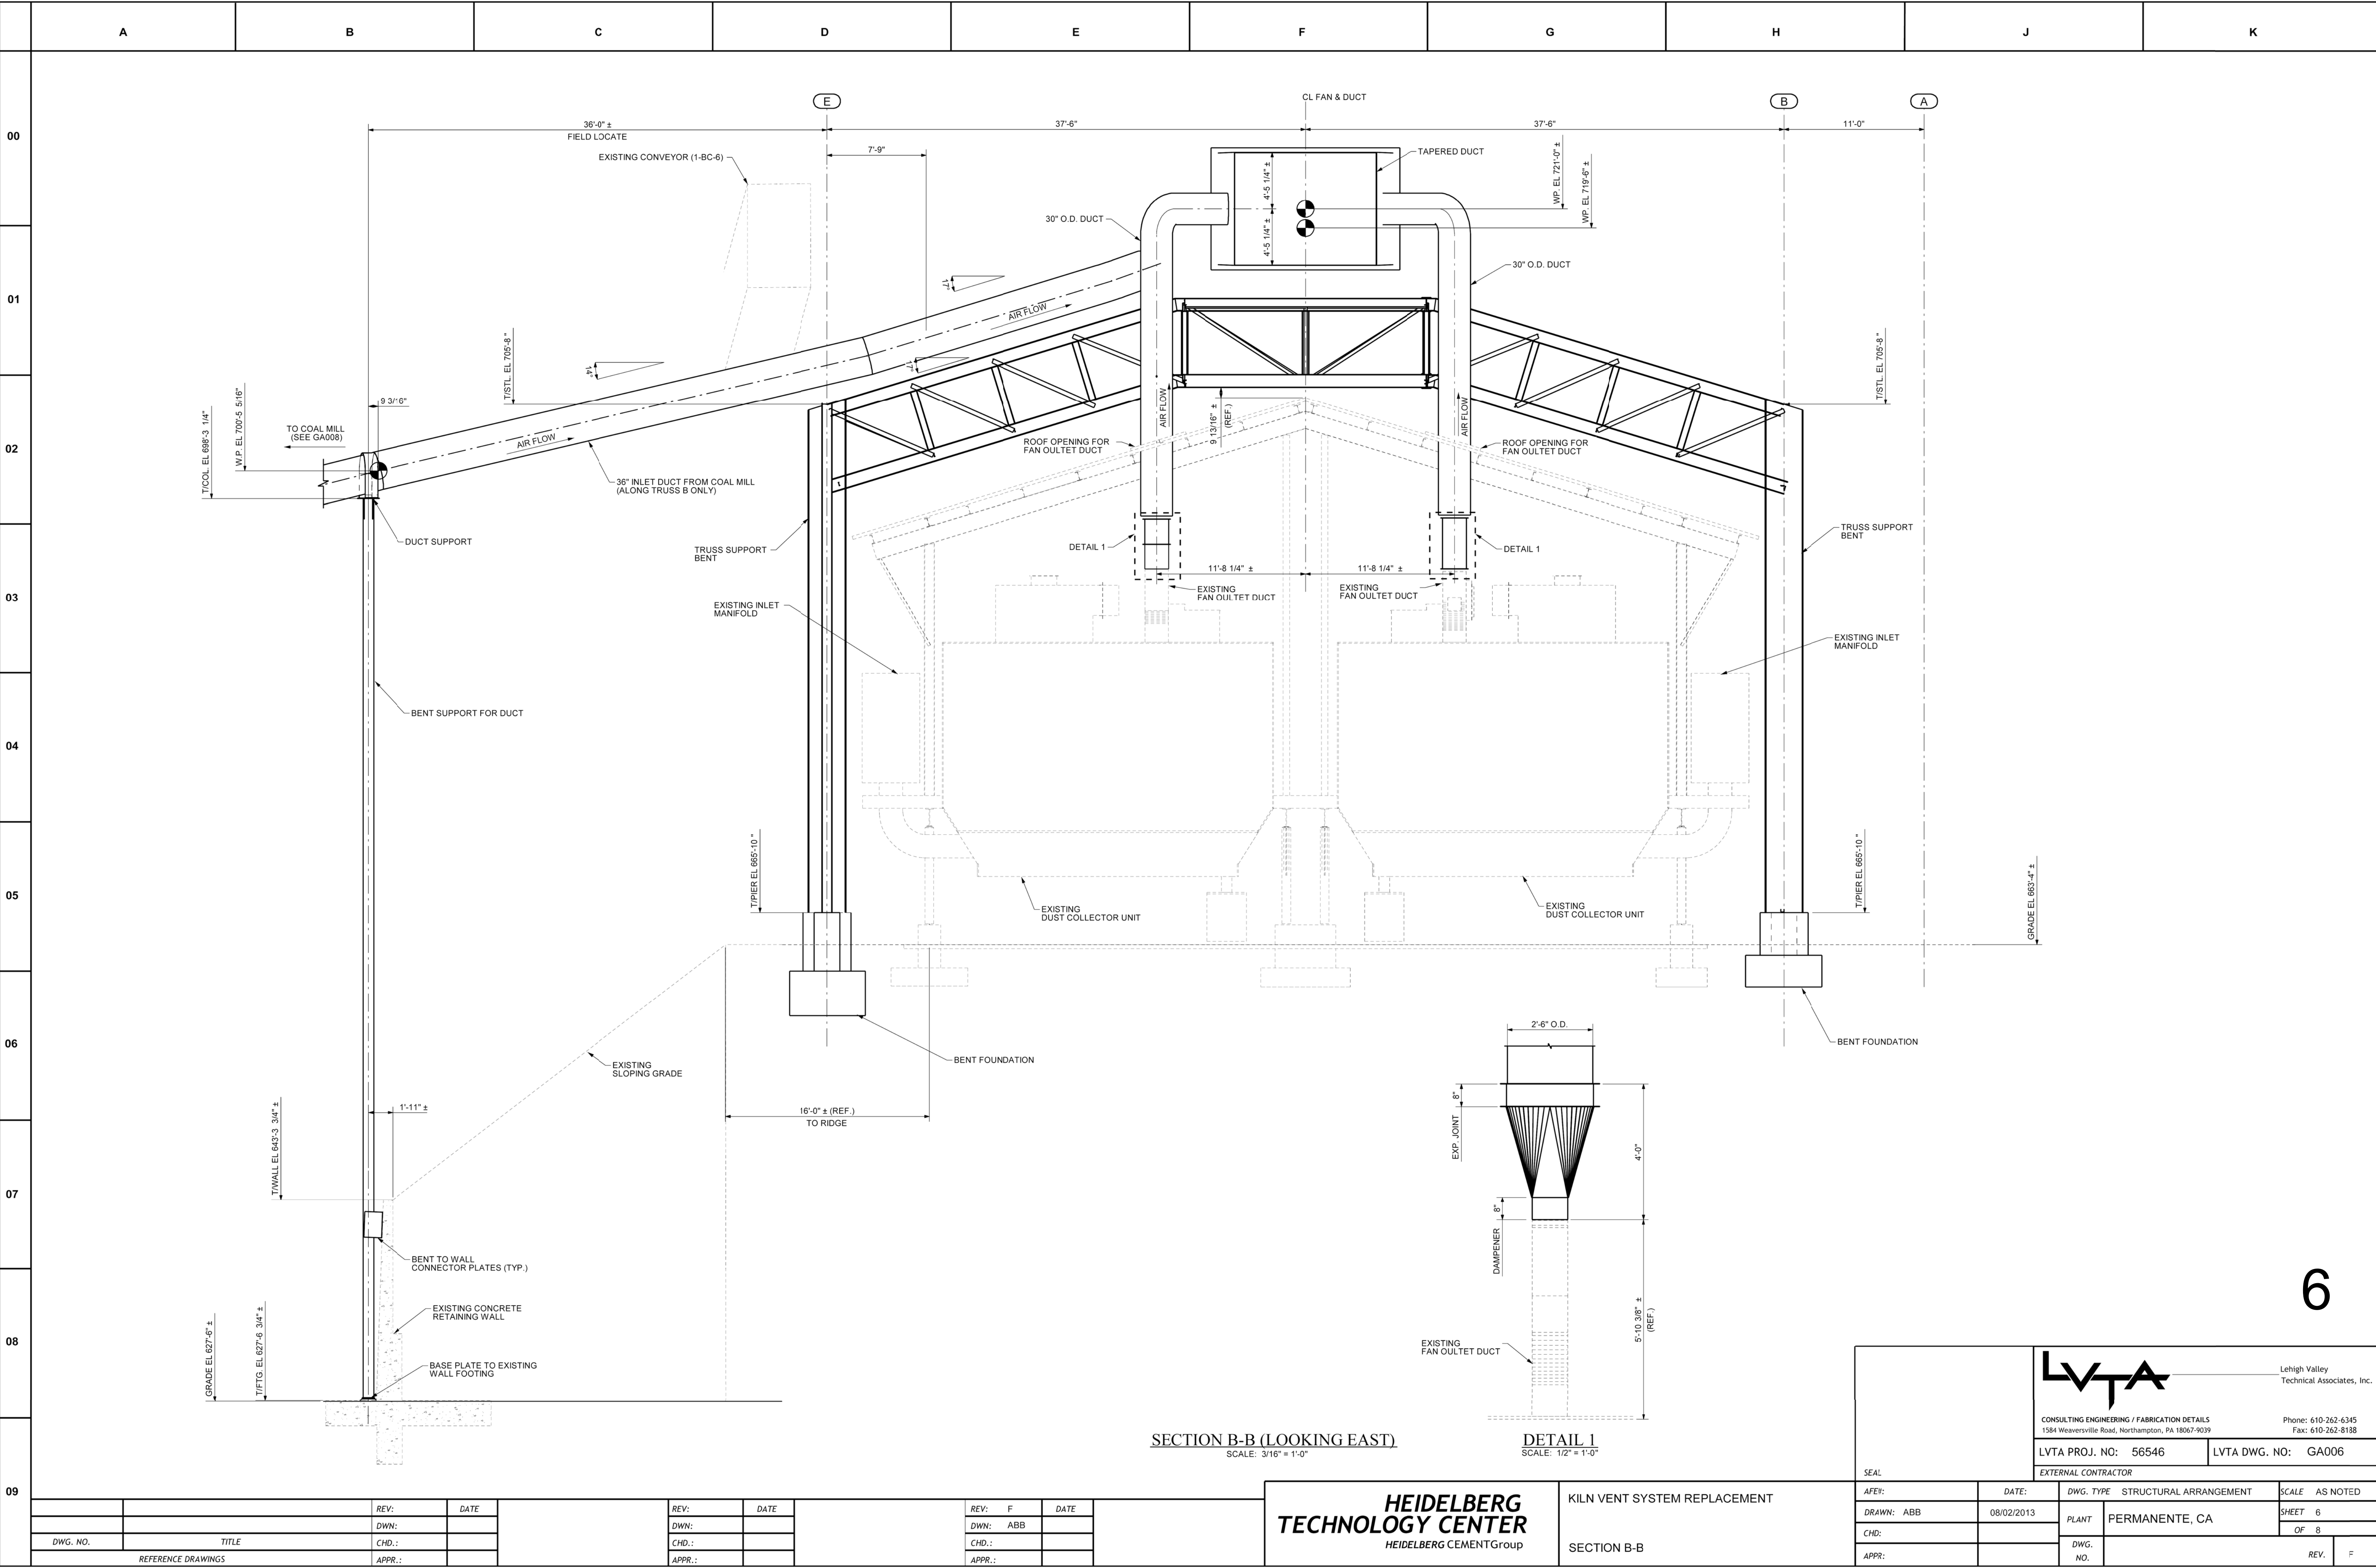 A B C D E F G H J K
00
01
02
03
04
05
06
07
08
09
E
CL FAN & DUCT
B
A
36'-0" ±
FIELD LOCATE
37'-6"
37'-6"
11'-0"
7'-9"
EXISTING CONVEYOR (1-BC-6)
TAPERED DUCT
4'-5 1/4" ±
4'-5 1/4" ±
WP. EL 721'-0" ±
WP. EL 719'-6" ±
30" O.D. DUCT
30" O.D. DUCT
17°
AIR FLOW
14°
17°
T/STL. EL 705'-8 "
T/STL. EL 705'-8 "
9 3/16"
T/COL. EL 698'-3 1/4"
W.P. EL 700'-5 5/16"
TO COAL MILL
(SEE GA008)
AIR FLOW
AIR FLOW
AIR FLOW
9 13/16" ±
(REF.)
ROOF OPENING FOR
FAN OULTET DUCT
ROOF OPENING FOR
FAN OULTET DUCT
36" INLET DUCT FROM COAL MILL
(ALONG TRUSS B ONLY)
DUCT SUPPORT
TRUSS SUPPORT
BENT
TRUSS SUPPORT
BENT
DETAIL 1
DETAIL 1
11'-8 1/4" ±
11'-8 1/4" ±
EXISTING
FAN OULTET DUCT
EXISTING
FAN OULTET DUCT
EXISTING INLET
MANIFOLD
EXISTING INLET
MANIFOLD
BENT SUPPORT FOR DUCT
T/PIER EL 665'-10 "
T/PIER EL 665'-10 "
GRADE EL 663'-4" ±
EXISTING
DUST COLLECTOR UNIT
EXISTING
DUST COLLECTOR UNIT
BENT FOUNDATION
BENT FOUNDATION
EXISTING
SLOPING GRADE
16'-0" ± (REF.)
TO RIDGE
1'-11" ±
T/WALL EL 643'-3 3/4" ±
BENT TO WALL
CONNECTOR PLATES (TYP.)
EXISTING CONCRETE
RETAINING WALL
BASE PLATE TO EXISTING
WALL FOOTING
GRADE EL 627'-6" ±
T/FTG. EL 627'-6 3/4" ±
2'-6" O.D.
8"
EXP. JOINT
4'-0"
8"
DAMPENER
5'-10 3/8" ±
(REF.)
EXISTING
FAN OULTET DUCT
SECTION B-B (LOOKING EAST)
SCALE: 3/16" = 1'-0"
DETAIL 1
SCALE: 1/2" = 1'-0"
6
LVTA
Lehigh Valley
Technical Associates, Inc.
CONSULTING ENGINEERING / FABRICATION DETAILS
1584 Weaversville Road, Northampton, PA 18067-9039
Phone: 610-262-6345
Fax: 610-262-8188
LVTA PROJ. NO: 56546
LVTA DWG. NO: GA006
SEAL
EXTERNAL CONTRACTOR
DWG. NO. TITLE
REFERENCE DRAWINGS
REV: DATE
DWN:
CHD.:
APPR.:
REV: DATE
DWN:
CHD.:
APPR.:
REV: F DATE
DWN: ABB
CHD.:
APPR.:
HEIDELBERG
TECHNOLOGY CENTER
HEIDELBERG CEMENTGroup
KILN VENT SYSTEM REPLACEMENT
SECTION B-B
AFE#: DATE:
DRAWN: ABB 08/02/2013
CHD:
APPR:
DWG. TYPE STRUCTURAL ARRANGEMENT
SCALE AS NOTED
PLANT PERMANENTE, CA
SHEET 6
OF 8
DWG.
NO.
REV. F